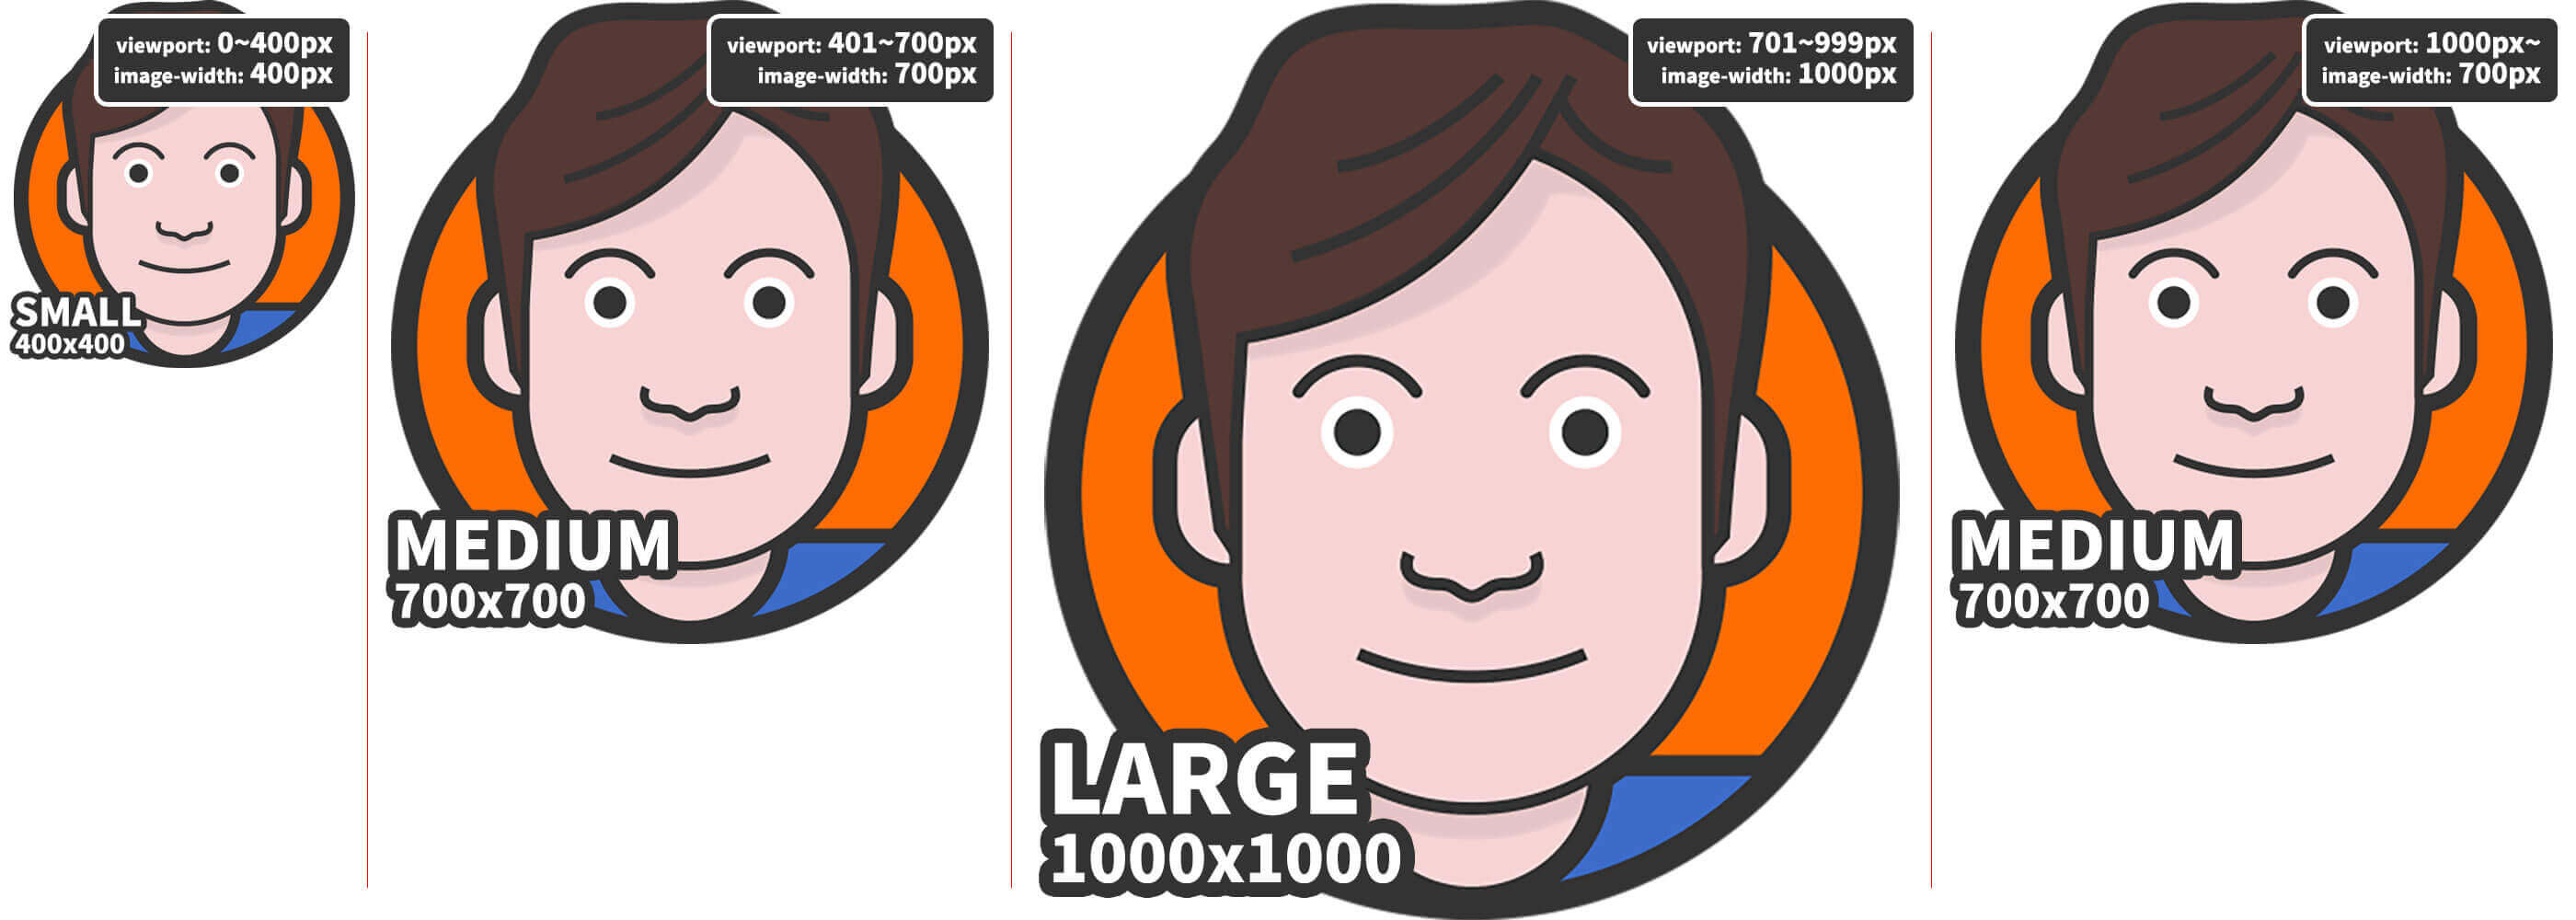 viewport: 0~400px
image-width: 400px
SMALL
400x400
viewport: 401~700px
image-width: 700px
MEDIUM
700x700
viewport: 701~999px
image-width: 1000px
LARGE
1000x1000
viewport: 1000px~
image-width: 700px
MEDIUM
700x700